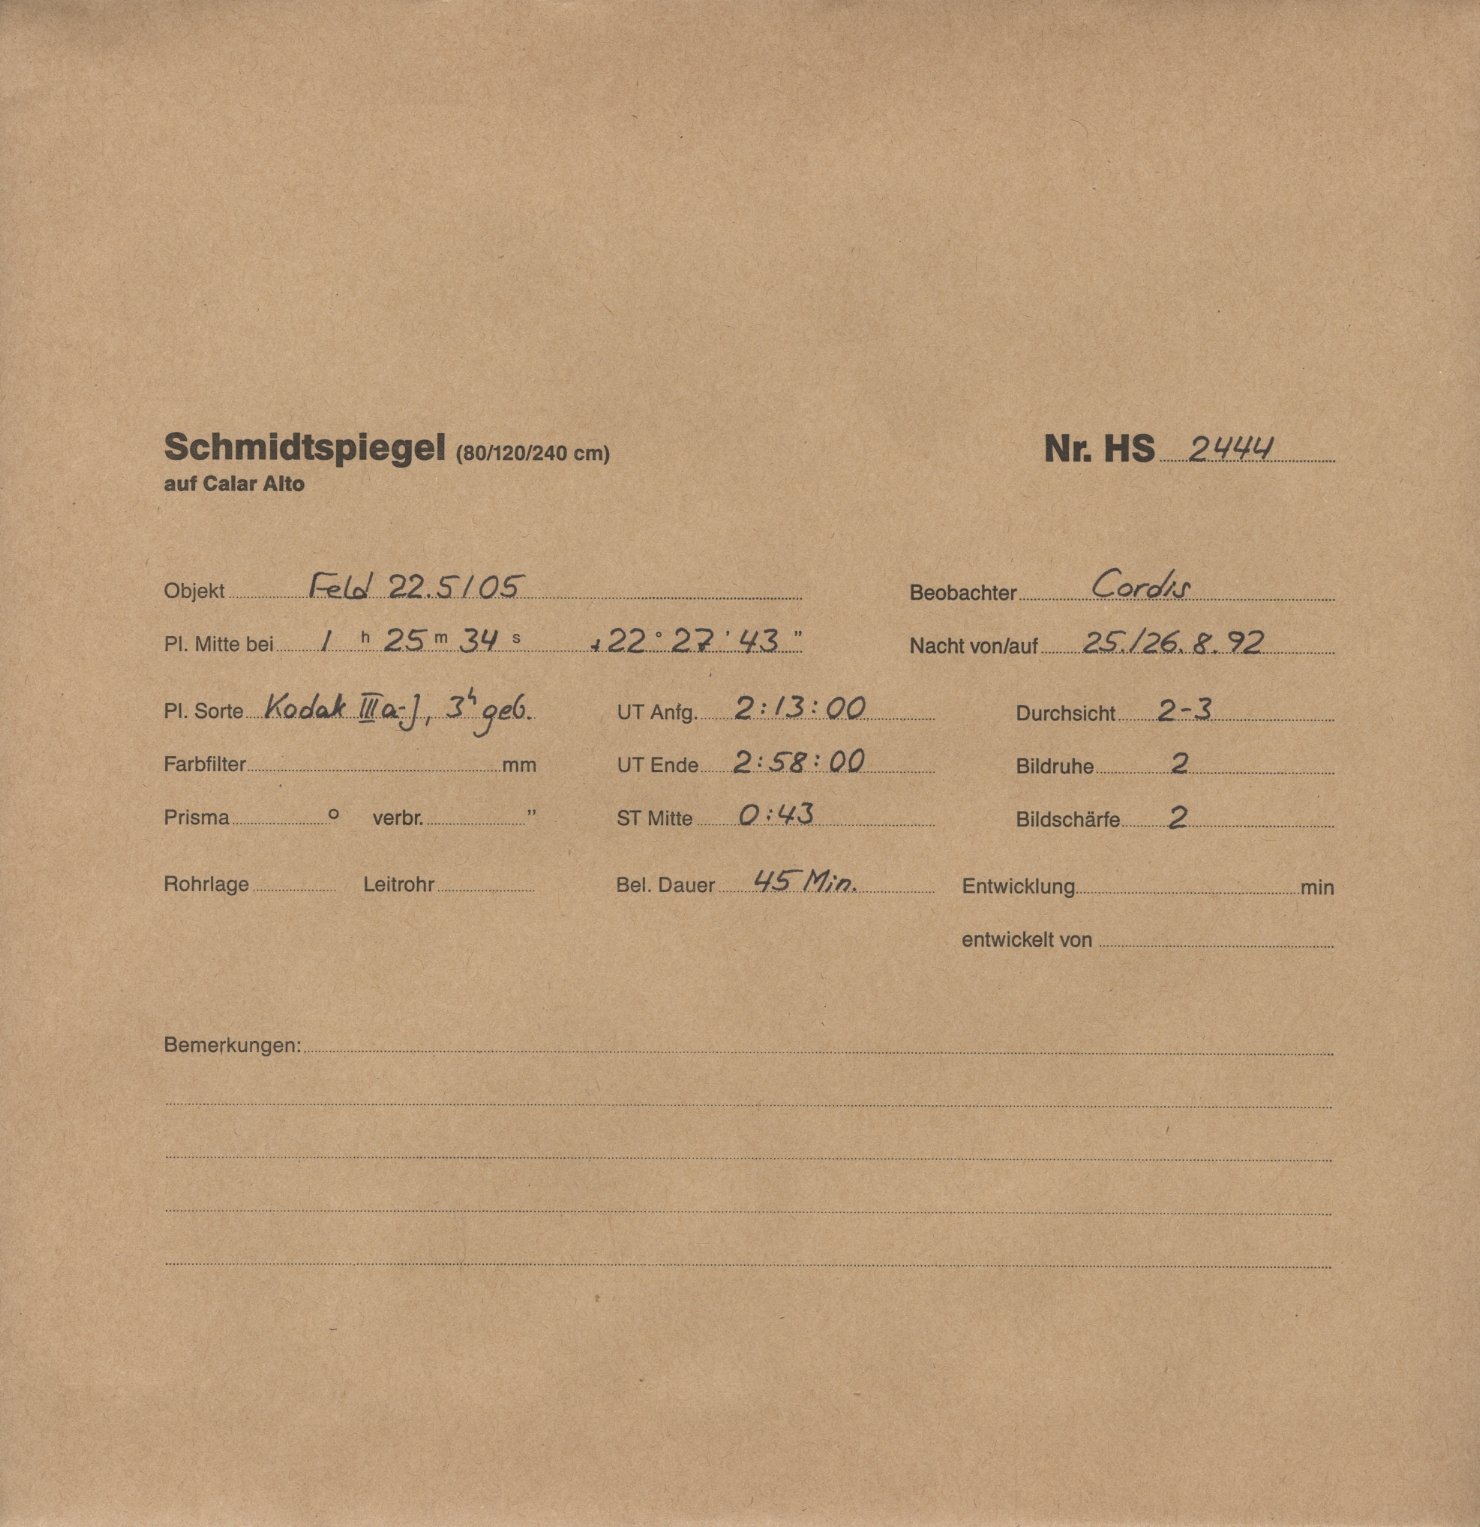 Schmidtspiegel (80/120/240 cm) Nr. HS 2444
auf Calar Alto
Objekt Feld 22.5/05 Beobachter Cordis
Pl. Mitte bei 1 h 25 m 34 s +22° 27' 43" Nacht von/auf 25./26. 8. 92
Pl. Sorte Kodak IIIa-J, 3h geb. UT Anfg. 2:13:00 Durchsicht 2-3
Farbfilter mm UT Ende 2:58:00 Bildruhe 2
Prisma ° verbr. " ST Mitte 0:43 Bildschärfe 2
Rohrlage Leitrohr Bel. Dauer 45 Min. Entwicklung min
entwickelt von
Bemerkungen: